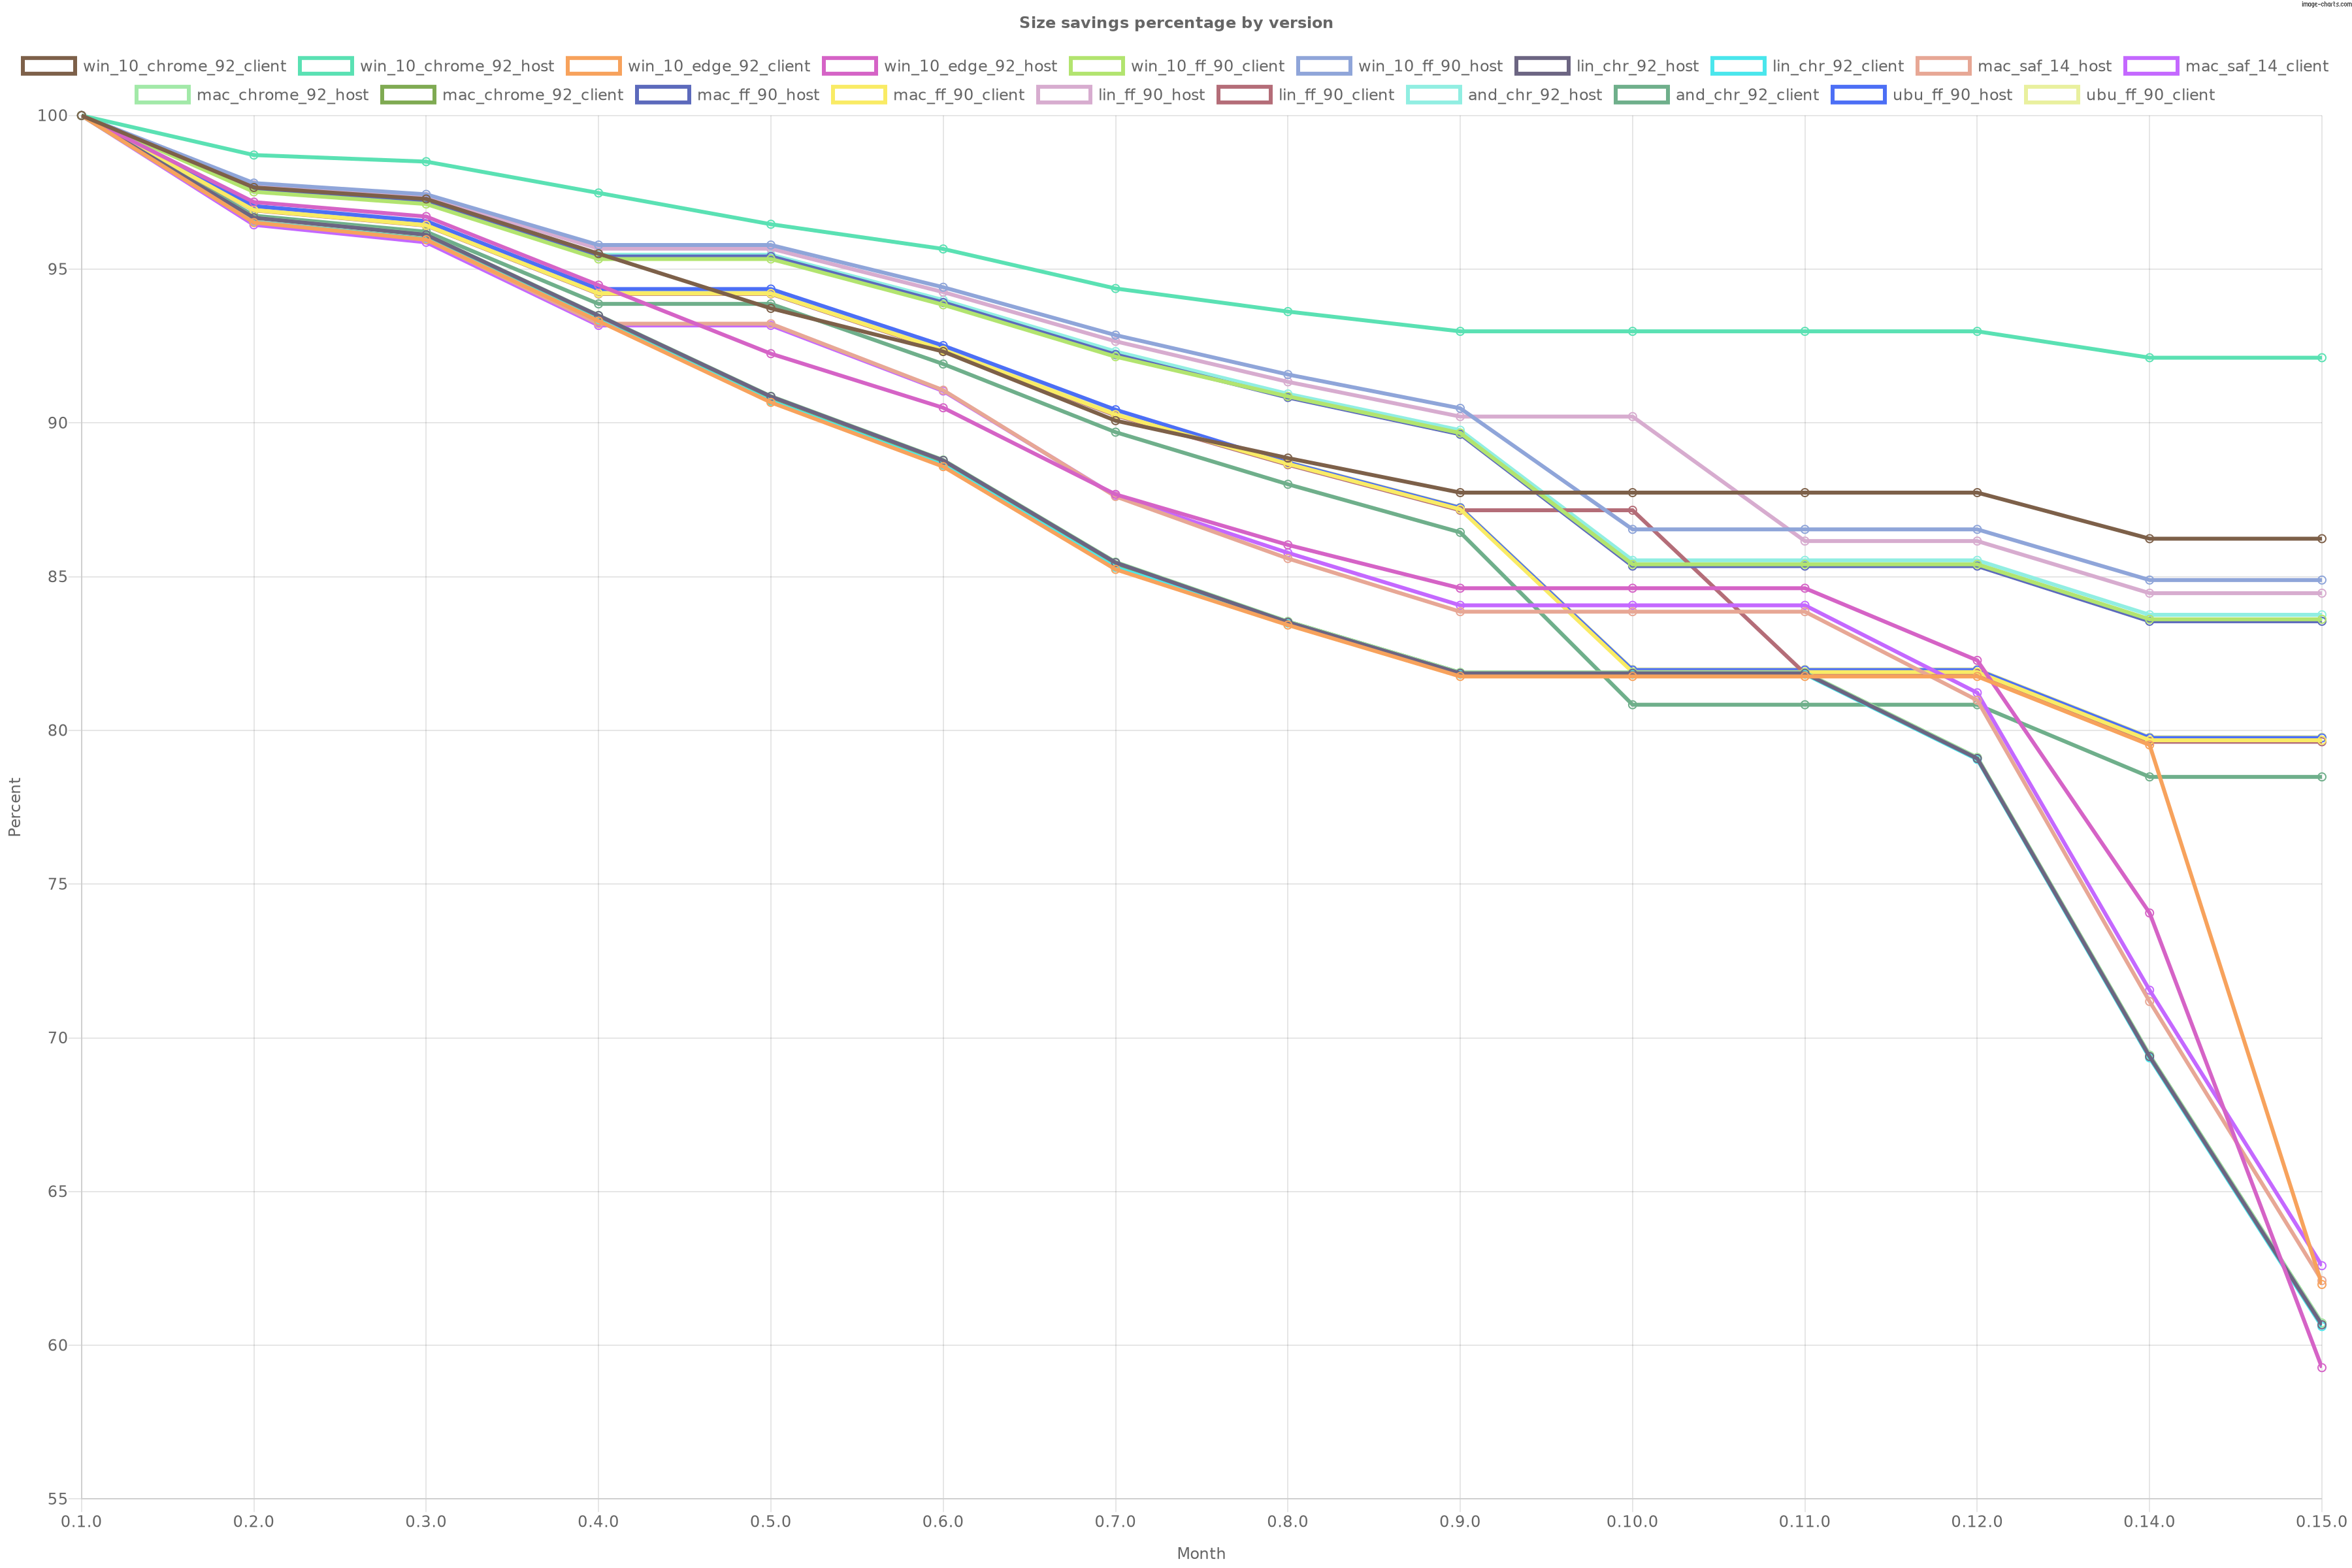 image-charts.com
Size savings percentage by version
win_10_chrome_92_client win_10_chrome_92_host win_10_edge_92_client win_10_edge_92_host win_10_ff_90_client win_10_ff_90_host lin_chr_92_host lin_chr_92_client mac_saf_14_host mac_saf_14_client
mac_chrome_92_host mac_chrome_92_client mac_ff_90_host mac_ff_90_client lin_ff_90_host lin_ff_90_client and_chr_92_host and_chr_92_client ubu_ff_90_host ubu_ff_90_client
100
95
90
85
80
Percent
75
70
65
60
55
0.1.0 0.2.0 0.3.0 0.4.0 0.5.0 0.6.0 0.7.0 0.8.0 0.9.0 0.10.0 0.11.0 0.12.0 0.14.0 0.15.0
Month